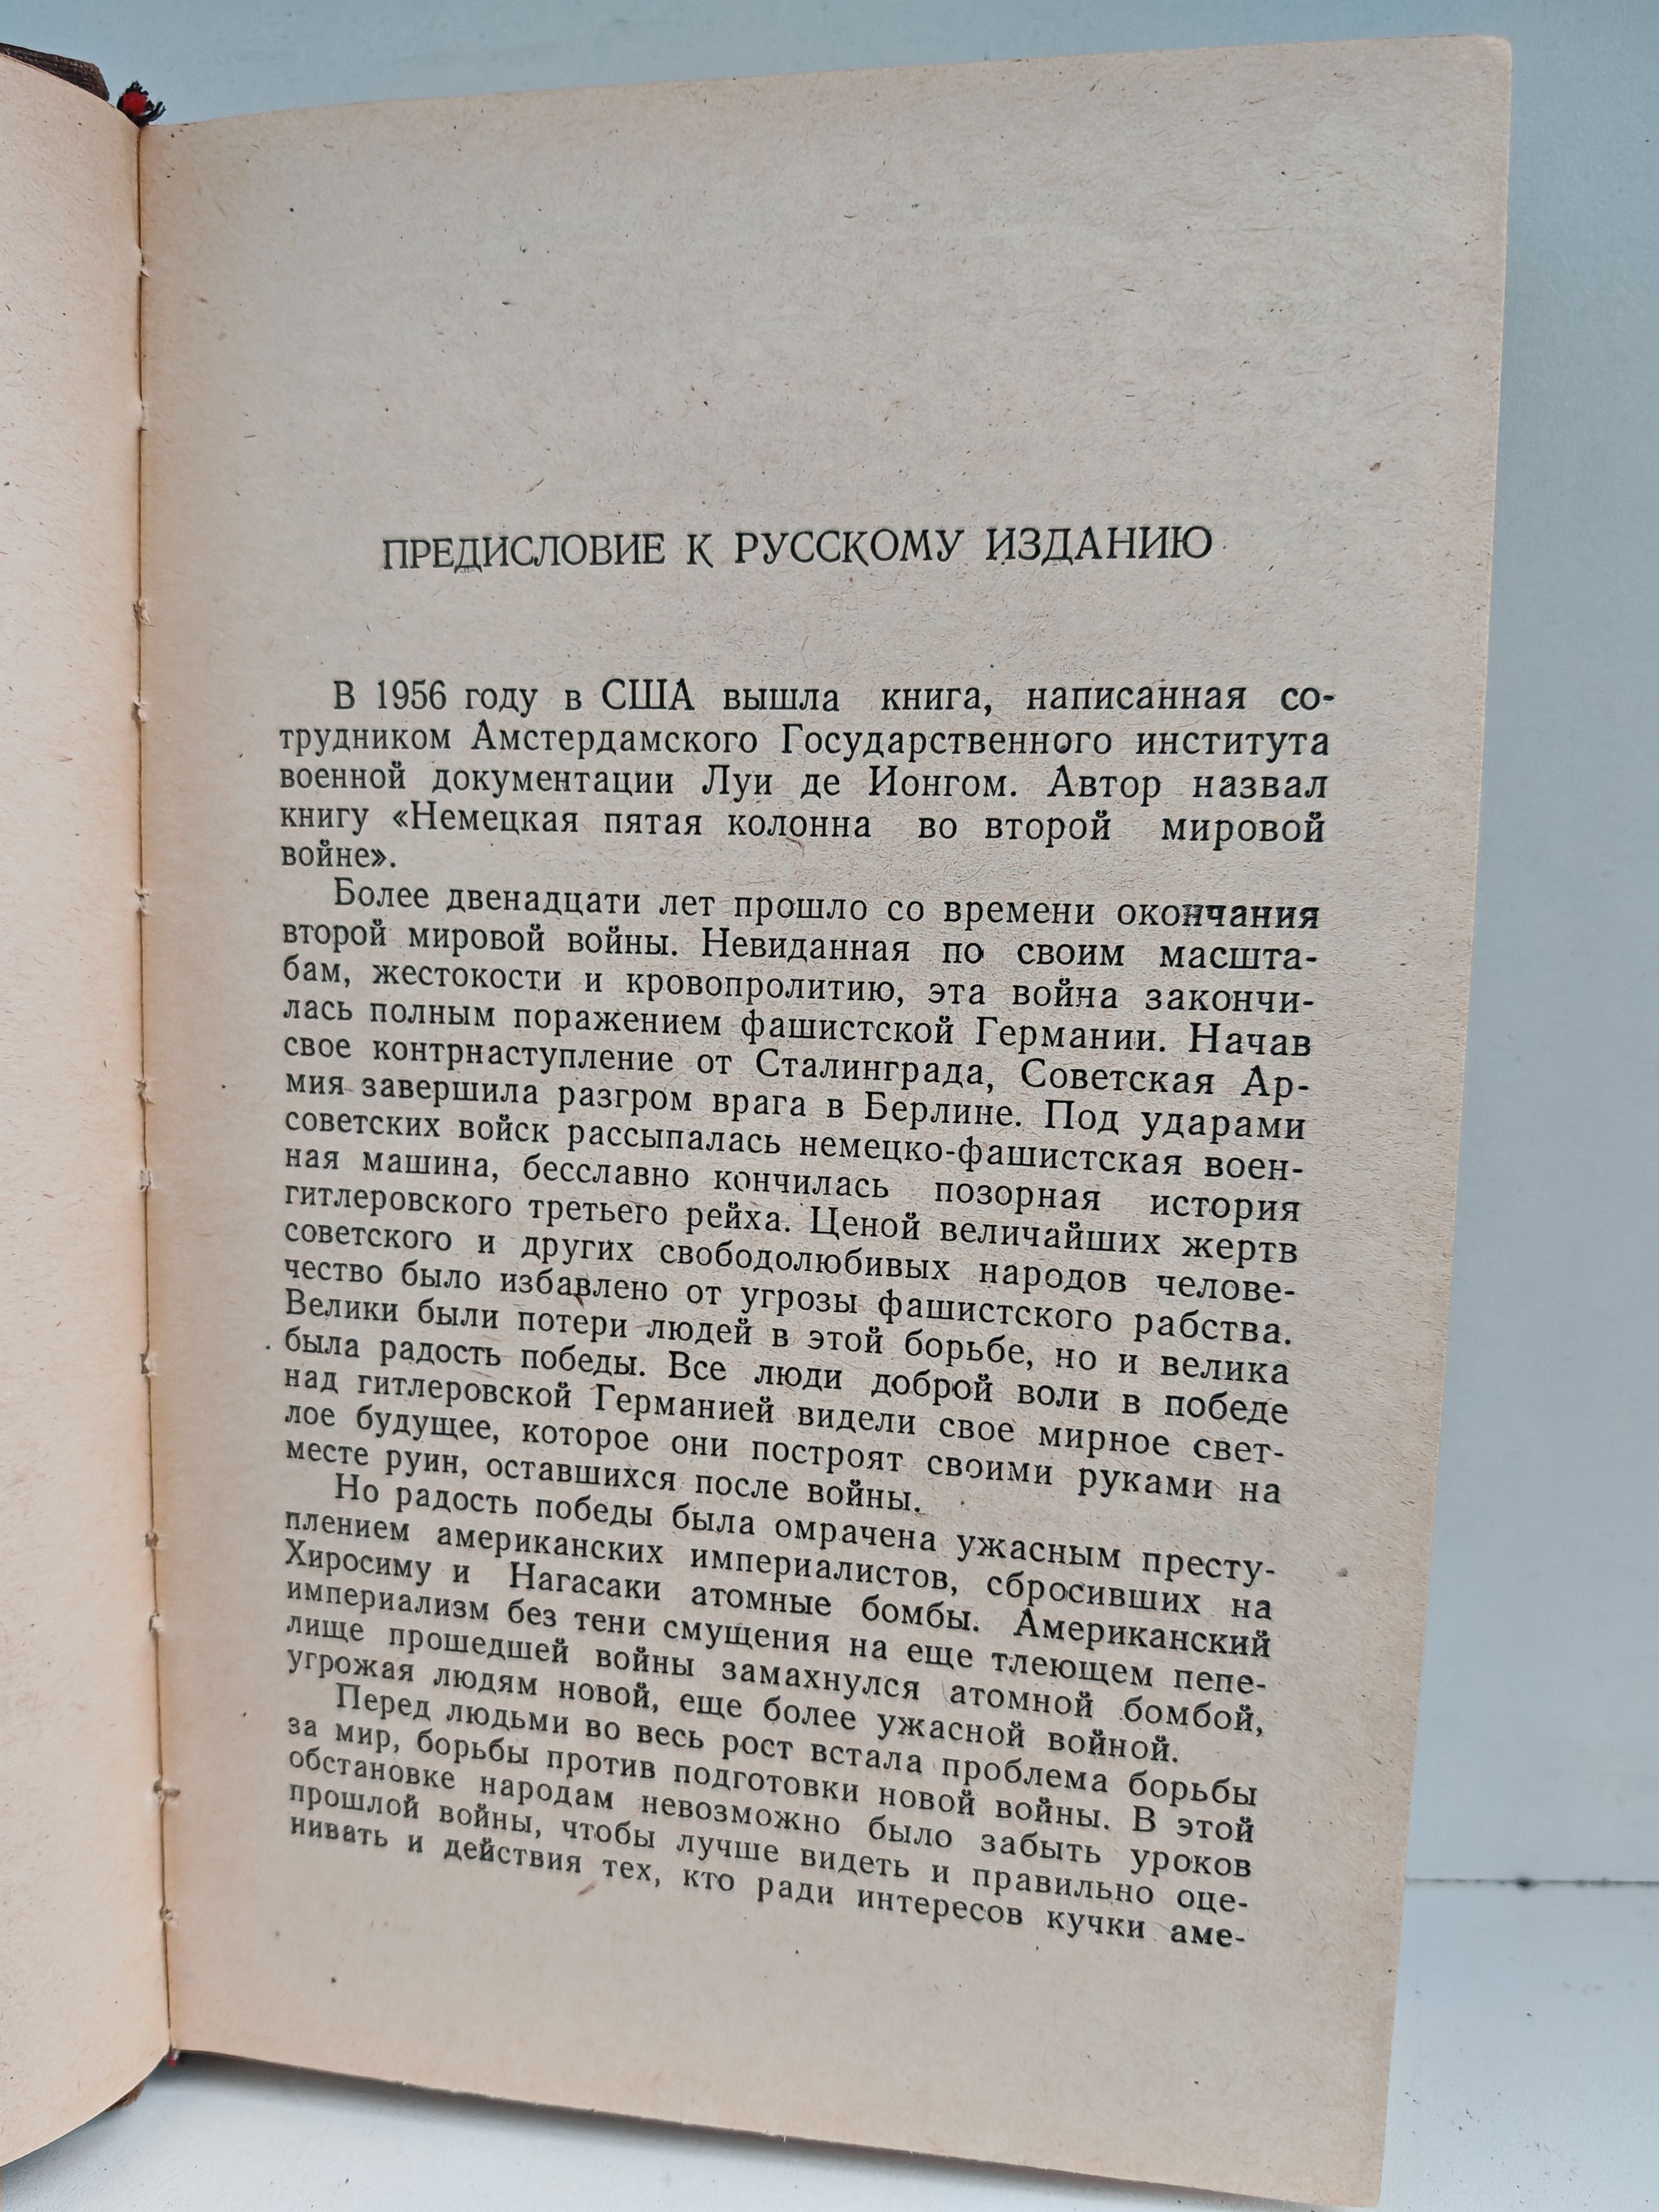 ПРЕДИСЛОВИЕ К РУССКОМУ ИЗДАНИЮ
В 1956 году в США вышла книга, написанная со-
трудником Амстердамского Государственного института
военной документации Луи де Ионгом. Автор назвал
книгу «Немецкая пятая колонна во второй мировой
войне».
Более двенадцати лет прошло со времени окончания
второй мировой войны. Невиданная по своим масшта-
бам, жестокости и кровопролитию, эта война закончи-
лась полным поражением фашистской Германии. Начав
свое контрнаступление от Сталинграда, Советская Ар-
мия завершила разгром врага в Берлине. Под ударами
советских войск рассыпалась немецко-фашистская воен-
ная машина, бесславно кончилась позорная история
гитлеровского третьего рейха. Ценой величайших жертв
советского и других свободолюбивых народов челове-
чество было избавлено от угрозы фашистского рабства.
Велики были потери людей в этой борьбе, но и велика
была радость победы. Все люди доброй воли в победе
над гитлеровской Германией видели свое мирное свет-
лое будущее, которое они построят своими руками на
месте руин, оставшихся после войны.
Но радость победы была омрачена ужасным престу-
плением американских империалистов, сбросивших на
Хиросиму и Нагасаки атомные бомбы. Американский
империализм без тени смущения на еще тлеющем пепе-
лище прошедшей войны замахнулся атомной бомбой,
угрожая людям новой, еще более ужасной войной.
Перед людьми во весь рост встала проблема борьбы
за мир, борьбы против подготовки новой войны. В этой
обстановке народам невозможно было забыть уроков
прошлой войны, чтобы лучше видеть и правильно оце-
нивать и действия тех, кто ради интересов кучки аме-